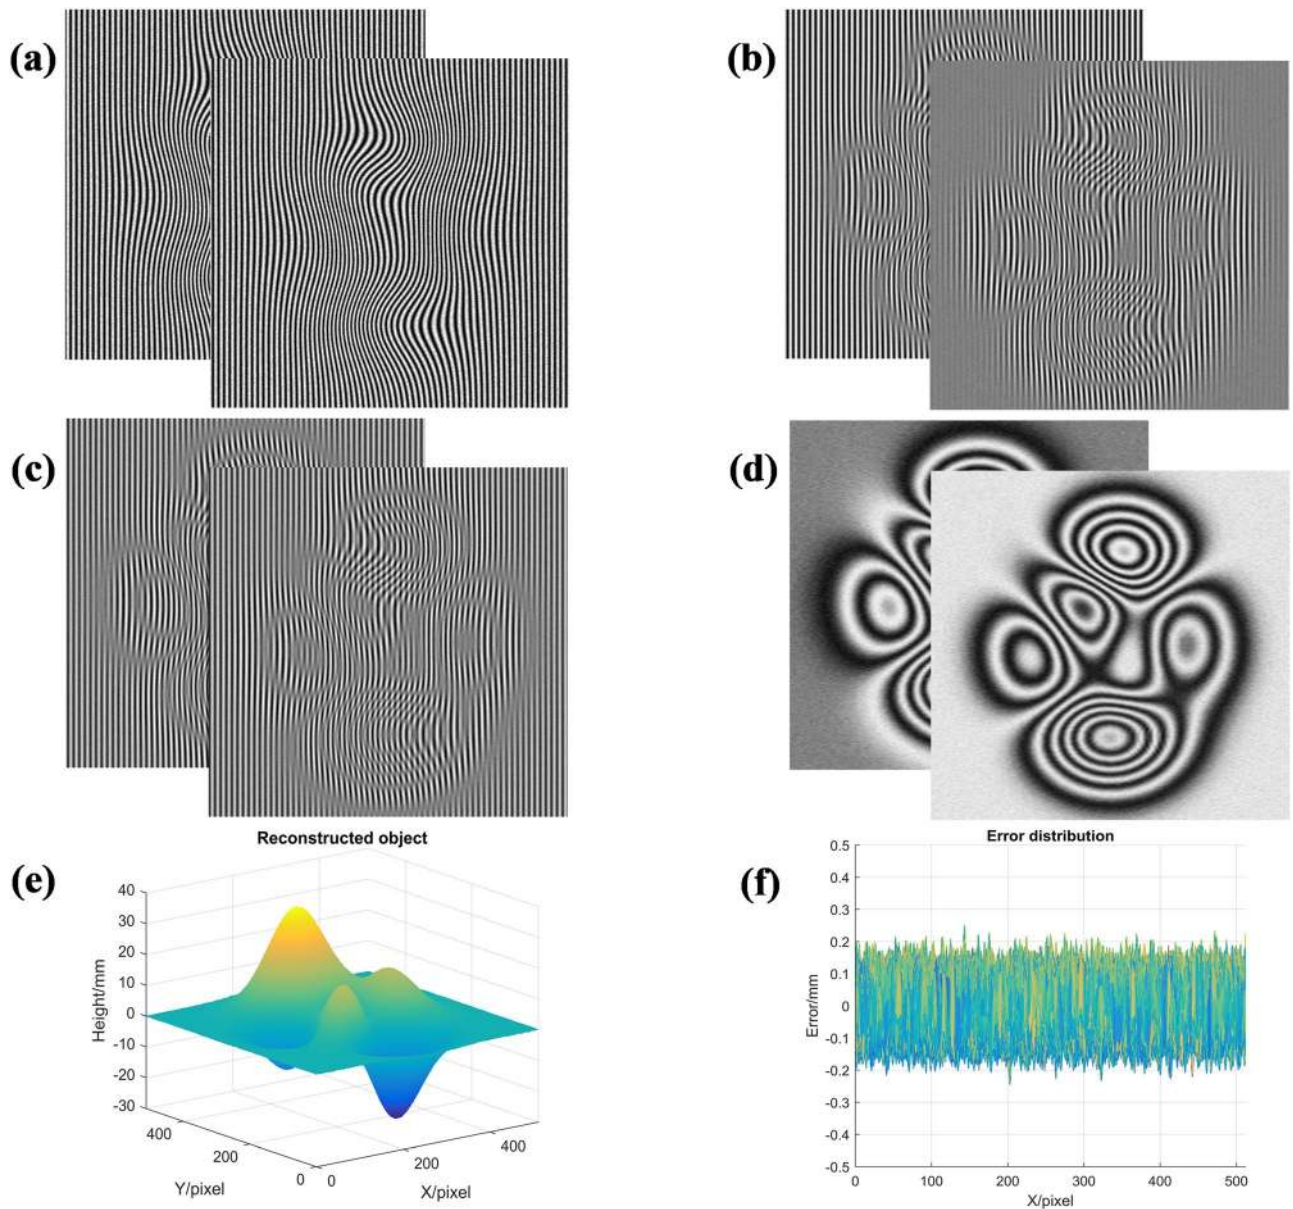 (a)
(b)
(c)
(d)
Reconstructed object
(e)
40
30
20
10
0
-10
-20
-30
Height/mm
400
200
0
Y/pixel
0
200
400
X/pixel
Error distribution
(f)
0.5
0.4
0.3
0.2
0.1
0
-0.1
-0.2
-0.3
-0.4
-0.5
Error/mm
0 100 200 300 400 500
X/pixel